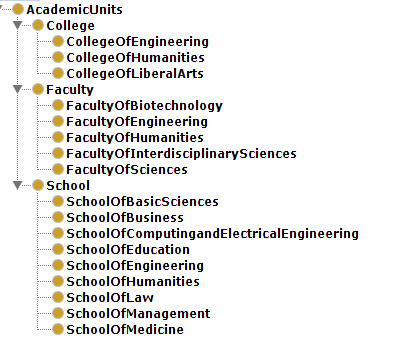 AcademicUnits
College
CollegeOfEngineering
CollegeOfHumanities
CollegeOfLiberalArts
Faculty
FacultyOfBiotechnology
FacultyOfEngineering
FacultyOfHumanities
FacultyOfInterdisciplinarySciences
FacultyOfSciences
School
SchoolOfBasicSciences
SchoolOfBusiness
SchoolOfComputingandElectricalEngineering
SchoolOfEducation
SchoolOfEngineering
SchoolOfHumanities
SchoolOfLaw
SchoolOfManagement
SchoolOfMedicine